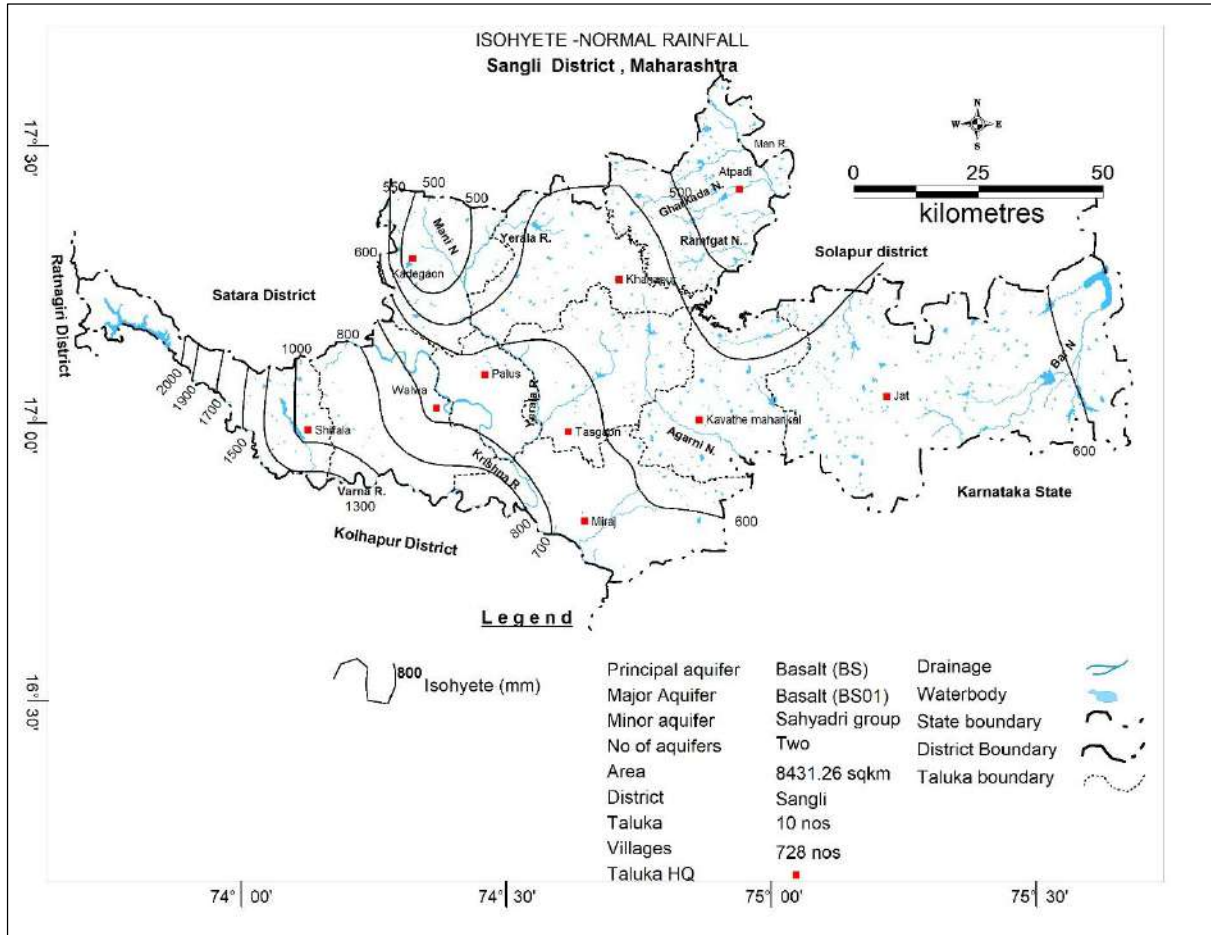 ISOHYETE -NORMAL RAINFALL
Sangli District , Maharashtra
N
W E
S
17° 30'
17° 00'
16° 30'
0 25 50
kilometres
Man R.
Atpadi
500
Gharkada N.
Ramfgat N.
550
500
500
Mani N
Yerala R.
600
Kadegaon
Khanapur
Solapur district
Ratnagiri District
Satara District
800
1000
2000
1900
1700
1500
Palus
Walwa
Yerala R.
Shirala
Tasgaon
Kavathe mahankal
Agarni N.
Jat
Bar N
600
Krishna R
Varna R.
1300
Kolhapur District
800
700
Miraj
600
Karnataka State
Legend
800 Isohyete (mm)
Principal aquifer Basalt (BS)
Major Aquifer Basalt (BS01)
Minor aquifer Sahyadri group
No of aquifers Two
Area 8431.26 sqkm
District Sangli
Taluka 10 nos
Villages 728 nos
Taluka HQ
Drainage
Waterbody
State boundary
District Boundary
Taluka boundary
74° 00' 74° 30' 75° 00' 75° 30'